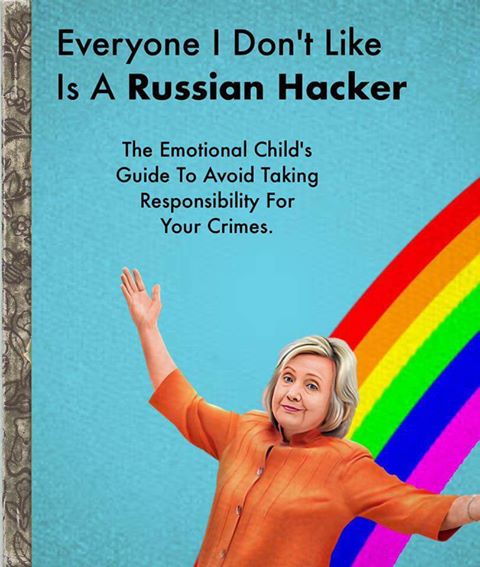 Everyone I Don't Like
Is A Russian Hacker
The Emotional Child's
Guide To Avoid Taking
Responsibility For
Your Crimes.